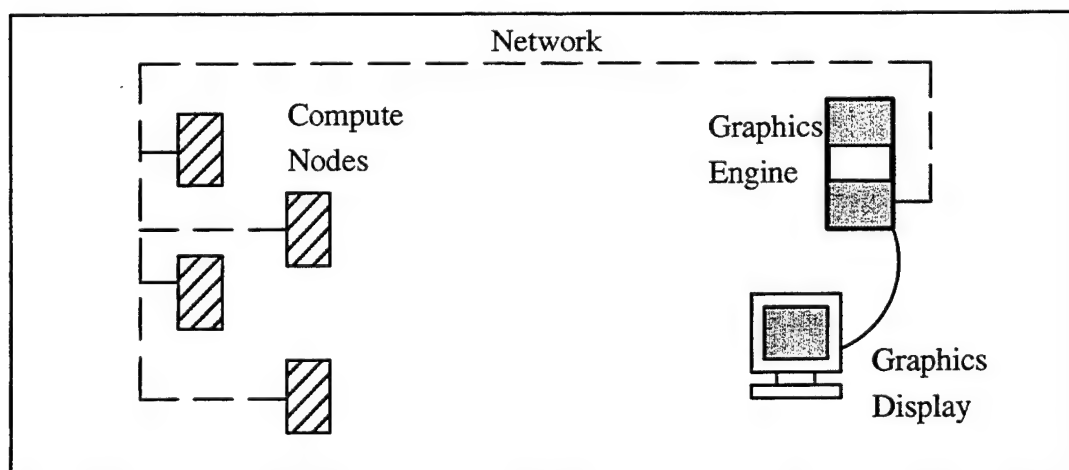 Network
Compute
Nodes
Graphics
Engine
Graphics
Display